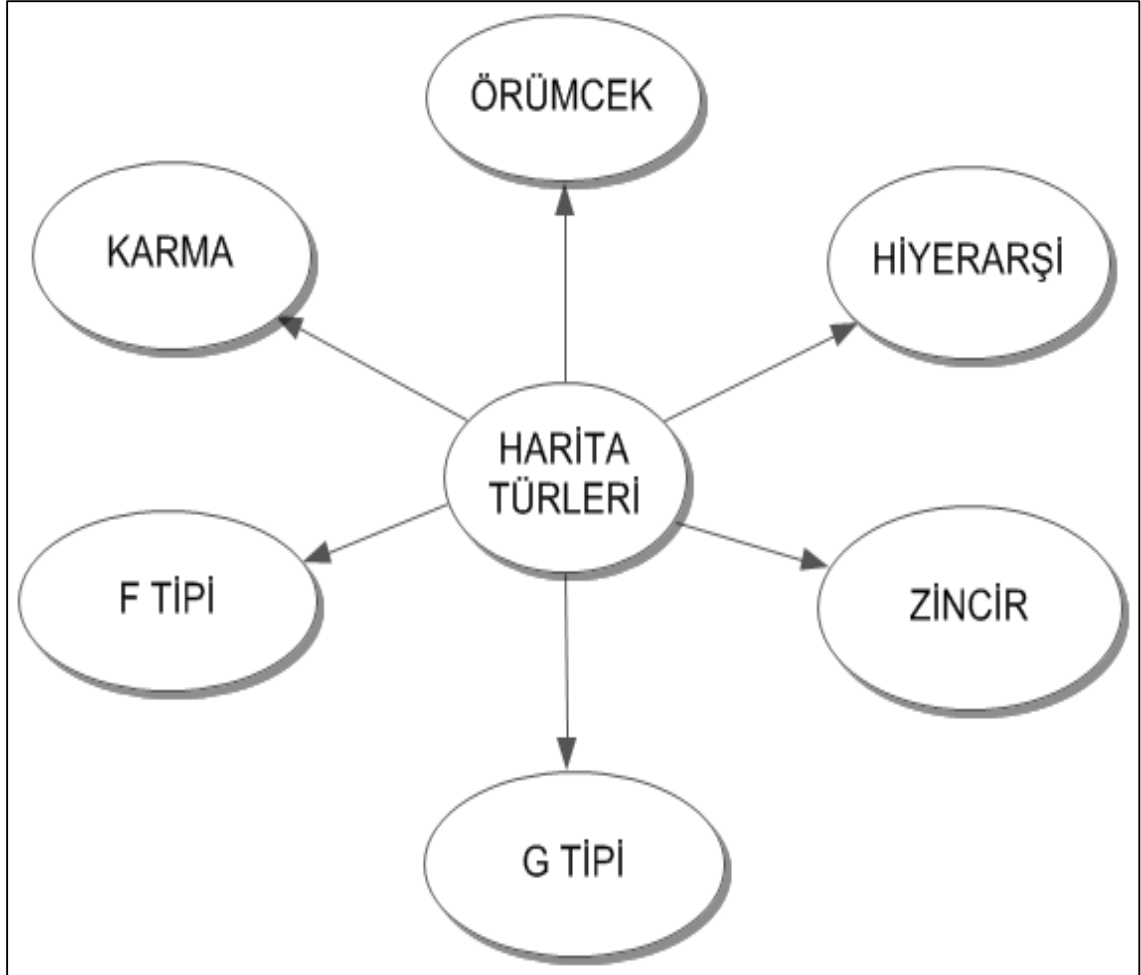 ÖRÜMCEK
KARMA
HİYERARŞİ
HARİTA
TÜRLERİ
F TİPİ
ZİNCİR
G TİPİ